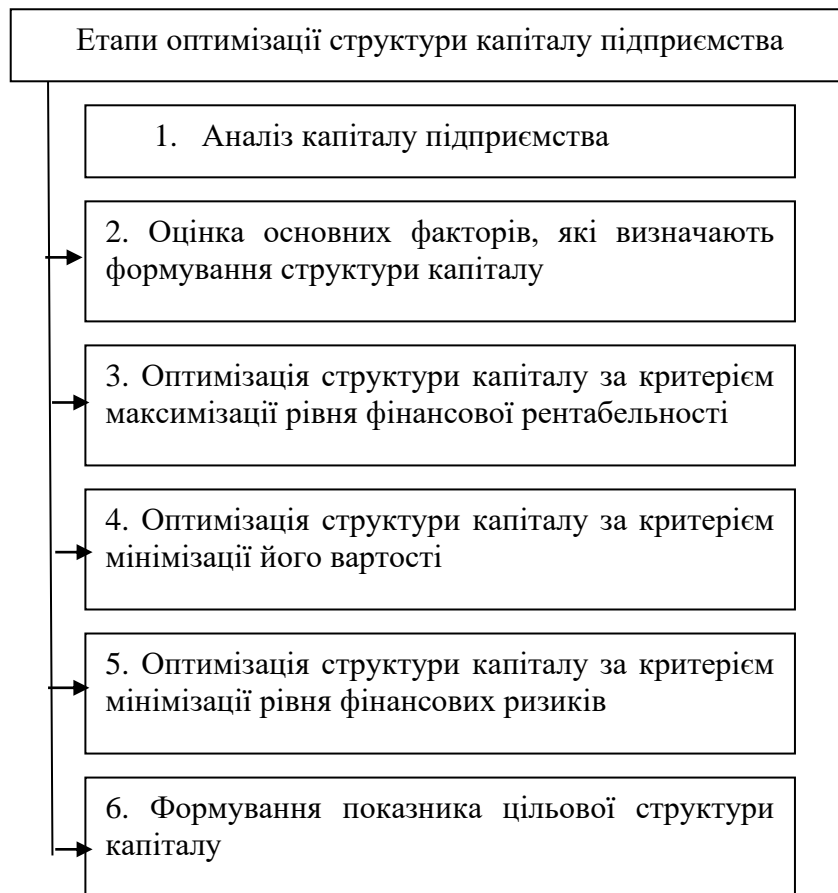 Етапи оптимізації структури капіталу підприємства
1. Аналіз капіталу підприємства
2. Оцінка основних факторів, які визначають
формування структури капіталу
3. Оптимізація структури капіталу за критерієм
максимізації рівня фінансової рентабельності
4. Оптимізація структури капіталу за критерієм
мінімізації його вартості
5. Оптимізація структури капіталу за критерієм
мінімізації рівня фінансових ризиків
6. Формування показника цільової структури
капіталу